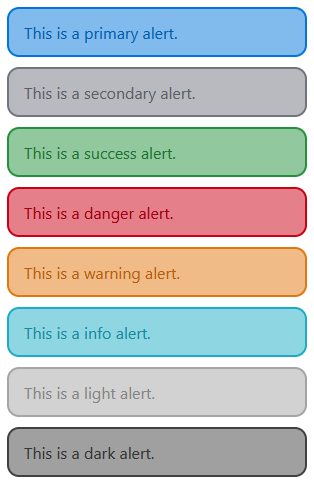 This is a primary alert.
This is a secondary alert.
This is a success alert.
This is a danger alert.
This is a warning alert.
This is a info alert.
This is a light alert.
This is a dark alert.